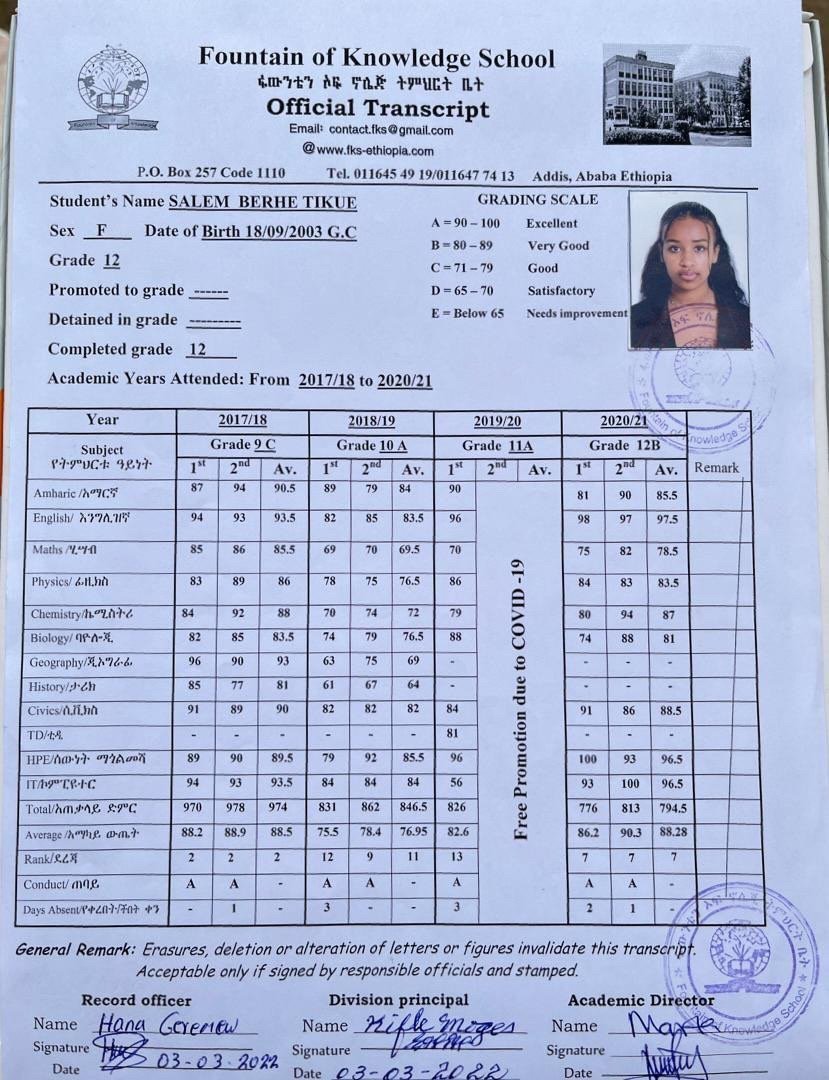 Fountain of Knowledge School
ፋውንቴን ኦፍ ኖሌጅ ትምህርት ቤት
Official Transcript
Email: contact.fks@gmail.com
@www.fks-ethiopia.com
P.O. Box 257 Code 1110 Tel. 011645 49 19/011647 74 13 Addis, Ababa Ethiopia
Student's Name SALEM BERHE TIKUE GRADING SCALE
Sex F Date of Birth 18/09/2003 G.C A = 90 – 100 Excellent
Grade 12 B = 80 – 89 Very Good
Promoted to grade ------ C = 71 – 79 Good
Detained in grade --------- D = 65 – 70 Satisfactory
Completed grade 12 E = Below 65 Needs improvement
Academic Years Attended: From 2017/18 to 2020/21
Year 2017/18 2018/19 2019/20 2020/21
Subject Grade 9 C Grade 10 A Grade 11A Grade 12B Remark
የትምህርቱ ዓይነት 1st 2nd Av. 1st 2nd Av. 1st 2nd Av. 1st 2nd Av.
Amharic /አማርኛ 87 94 90.5 89 79 84 90 81 90 85.5
English/ እንግሊዝኛ 94 93 93.5 82 85 83.5 96 98 97 97.5
Maths /ሂሣብ 85 86 85.5 69 70 69.5 70 75 82 78.5
Physics/ ፊዚክስ 83 89 86 78 75 76.5 86 84 83 83.5
Chemistry/ኬሚስትሪ 84 92 88 70 74 72 79 80 94 87
Biology/ ባዮሎጂ 82 85 83.5 74 79 76.5 88 74 88 81
Geography/ጂኦግራፊ 96 90 93 63 75 69 - - - -
History/ታሪክ 85 77 81 61 67 64 - - - -
Civics/ሲቪክስ 91 89 90 82 82 82 84 91 86 88.5
TD/ቲዲ - - - - - - 81 - - -
HPE/ሰውነት ማጎልመሻ 89 90 89.5 79 92 85.5 96 100 93 96.5
IT/ኮምፒዩተር 94 93 93.5 84 84 84 56 93 100 96.5
Total/አጠቃላይ ድምር 970 978 974 831 862 846.5 826 776 813 794.5
Average /አማካይ ውጤት 88.2 88.9 88.5 75.5 78.4 76.95 82.6 86.2 90.3 88.28
Rank/ደረጃ 2 2 2 12 9 11 13 7 7 7
Conduct/ ጠባይ A A - A A - A A A -
Days Absent/የቀረበት/ችበት ቀን - 1 - 3 - - 3 2 1 -
Free Promotion due to COVID -19
General Remark: Erasures, deletion or alteration of letters or figures invalidate this transcript.
Acceptable only if signed by responsible officials and stamped.
Record officer Division principal Academic Director
Name Hana Geremew Name Kifle Moges Name
Signature Signature Signature
Date 03-03-2022 Date 03-03-2022 Date